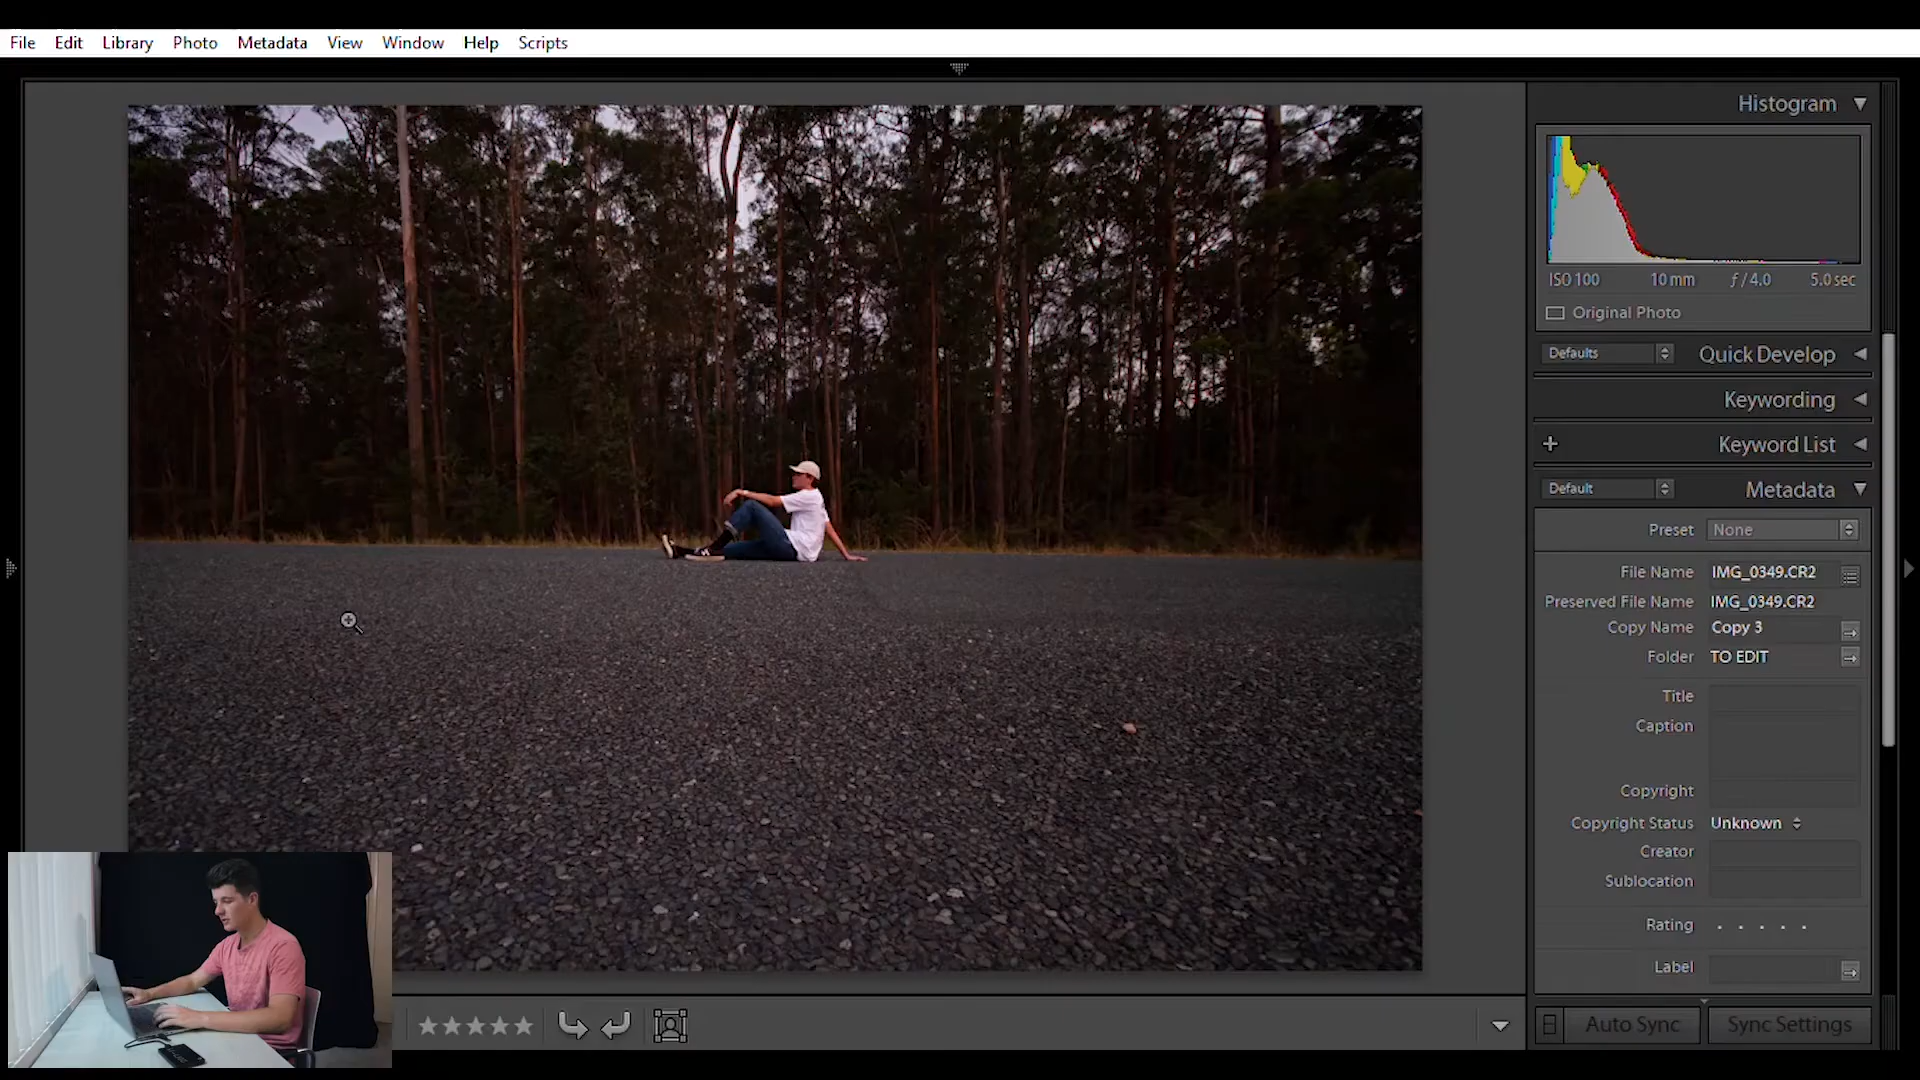 File Edit Library Photo Metadata View Window Help Scripts
Histogram
ISO 100 10 mm ƒ / 4.0 5.0 sec
Original Photo
Defaults Quick Develop
Keywording
+ Keyword List
Default Metadata
Preset None
File Name IMG_0349.CR2
Preserved File Name IMG_0349.CR2
Copy Name Copy 3
Folder TO EDIT
Title
Caption
Copyright
Copyright Status Unknown
Creator
Sublocation
Rating
Label
Auto Sync Sync Settings